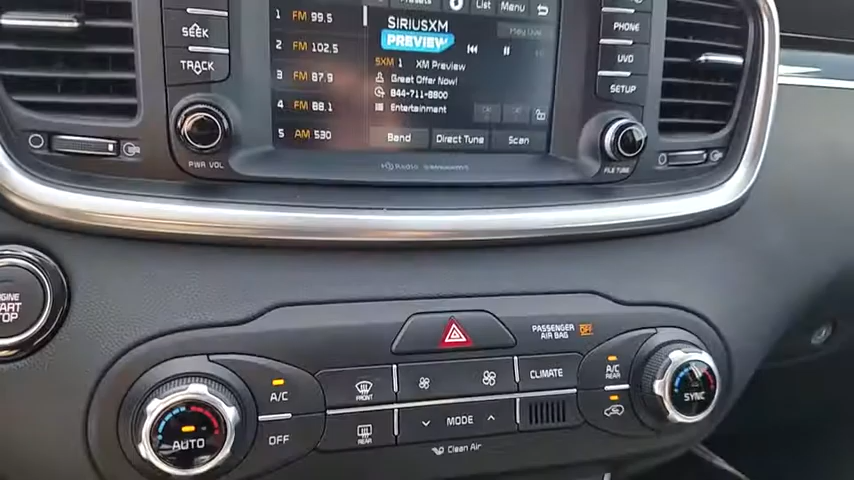 Presets
List
Menu
SEEK
TRACK
PWR
VOL
1 FM 99.5
2 FM 102.5
3 FM 87.9
4 FM 88.1
5 AM 530
SIRIUSXM
PREVIEW
SXM 1 XM Preview
Great Offer Now!
844-711-8800
Entertainment
Band
Direct Tune
Scan
HD Radio
PHONE
UVO
SETUP
FILE
TUNE
ENGINE
START
STOP
PASSENGER
AIR BAG
OFF
A/C
OFF
FRONT
REAR
MODE
Clean Air
CLIMATE
AIR
REC
AUTO
SYNC